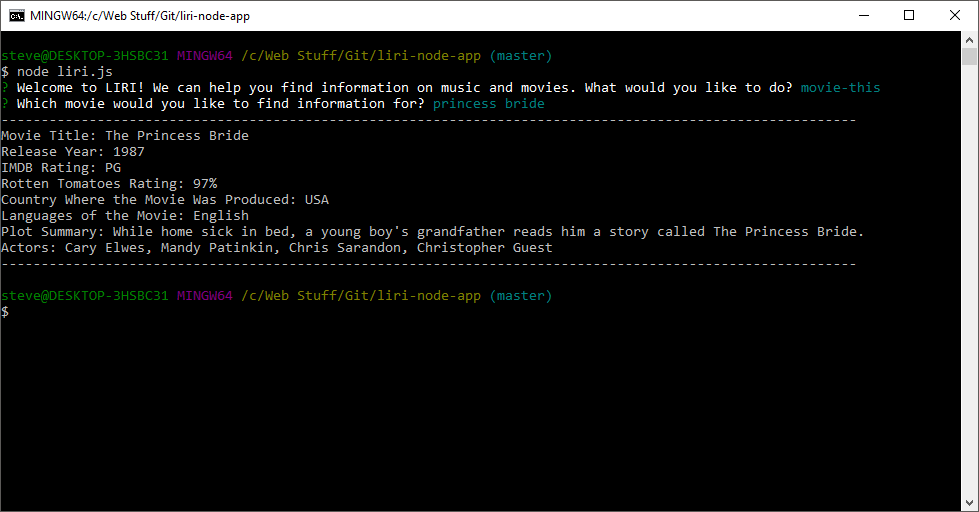 MINGW64:/c/Web Stuff/Git/liri-node-app
steve@DESKTOP-3HSBC31 MINGW64 /c/Web Stuff/Git/liri-node-app (master)
$ node liri.js
? Welcome to LIRI! We can help you find information on music and movies. What would you like to do? movie-this
? Which movie would you like to find information for? princess bride
-----------------------------------------------------------------------------------------------------------
Movie Title: The Princess Bride
Release Year: 1987
IMDB Rating: PG
Rotten Tomatoes Rating: 97%
Country Where the Movie Was Produced: USA
Languages of the Movie: English
Plot Summary: While home sick in bed, a young boy's grandfather reads him a story called The Princess Bride.
Actors: Cary Elwes, Mandy Patinkin, Chris Sarandon, Christopher Guest
-----------------------------------------------------------------------------------------------------------
steve@DESKTOP-3HSBC31 MINGW64 /c/Web Stuff/Git/liri-node-app (master)
$